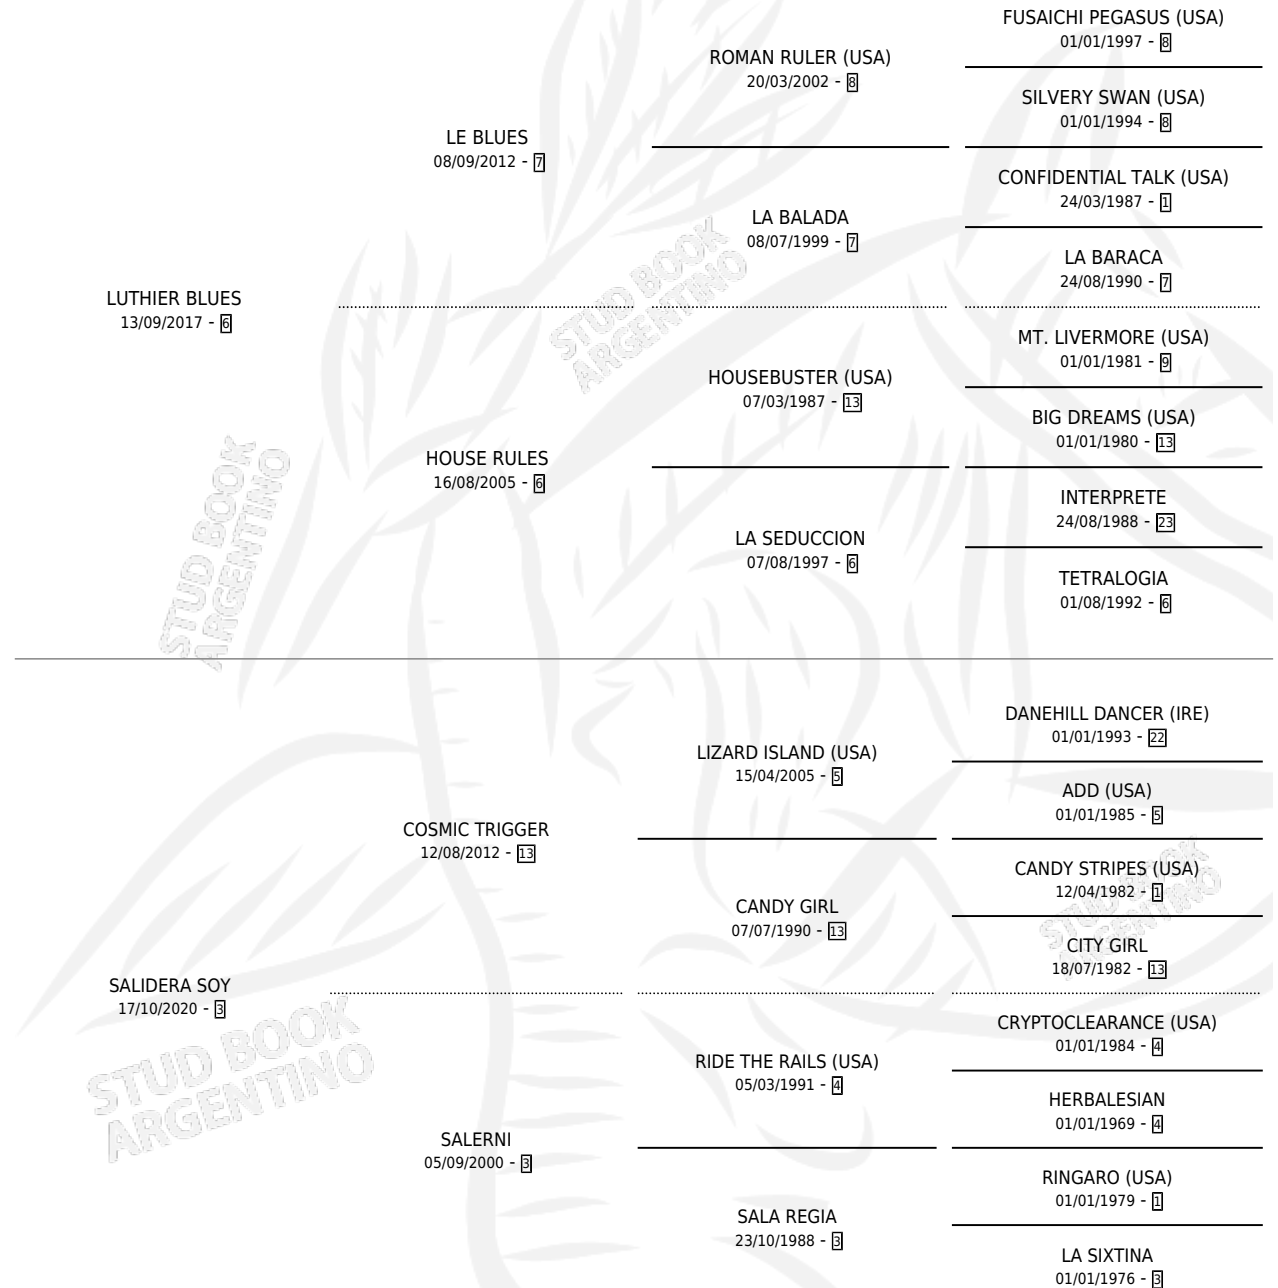 FUSAICHI PEGASUS (USA)
01/01/1997 - 8
ROMAN RULER (USA)
20/03/2002 - 8
SILVERY SWAN (USA)
01/01/1994 - 8
LE BLUES
08/09/2012 - 7
CONFIDENTIAL TALK (USA)
24/03/1987 - 1
LA BALADA
08/07/1999 - 7
LA BARACA
24/08/1990 - 7
LUTHIER BLUES
13/09/2017 - 6
MT. LIVERMORE (USA)
01/01/1981 - 9
HOUSEBUSTER (USA)
07/03/1987 - 13
BIG DREAMS (USA)
01/01/1980 - 13
HOUSE RULES
16/08/2005 - 6
INTERPRETE
24/08/1988 - 23
LA SEDUCCION
07/08/1997 - 6
TETRALOGIA
01/08/1992 - 6
DANEHILL DANCER (IRE)
01/01/1993 - 22
LIZARD ISLAND (USA)
15/04/2005 - 5
ADD (USA)
01/01/1985 - 5
COSMIC TRIGGER
12/08/2012 - 13
CANDY STRIPES (USA)
12/04/1982 - 1
CANDY GIRL
07/07/1990 - 13
CITY GIRL
18/07/1982 - 13
SALIDERA SOY
17/10/2020 - 3
CRYPTOCLEARANCE (USA)
01/01/1984 - 4
RIDE THE RAILS (USA)
05/03/1991 - 4
HERBALESIAN
01/01/1969 - 4
SALERNI
05/09/2000 - 3
RINGARO (USA)
01/01/1979 - 1
SALA REGIA
23/10/1988 - 3
LA SIXTINA
01/01/1976 - 3
STUD BOOK
ARGENTINO
STUD BOOK
ARGENTINO
STUD BOOK
ARGENTINO
STUD BOOK
ARGENTINO